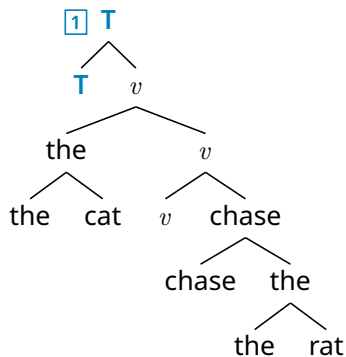 1 T
T v
the v
the cat v chase
chase the
the rat